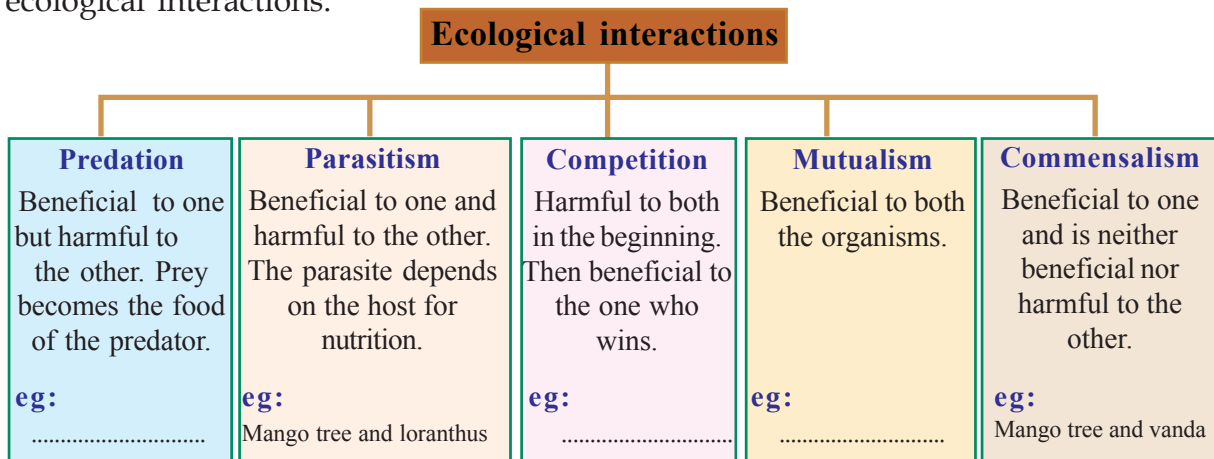 ecological interactions.
Ecological interactions
Predation
Beneficial to one
but harmful to
the other. Prey
becomes the food
of the predator.
eg:
..............................
Parasitism
Beneficial to one and
harmful to the other.
The parasite depends
on the host for
nutrition.
eg:
Mango tree and loranthus
Competition
Harmful to both
in the beginning.
Then beneficial to
the one who
wins.
eg:
..............................
Mutualism
Beneficial to both
the organisms.
eg:
............................
Commensalism
Beneficial to one
and is neither
beneficial nor
harmful to the
other.
eg:
Mango tree and vanda